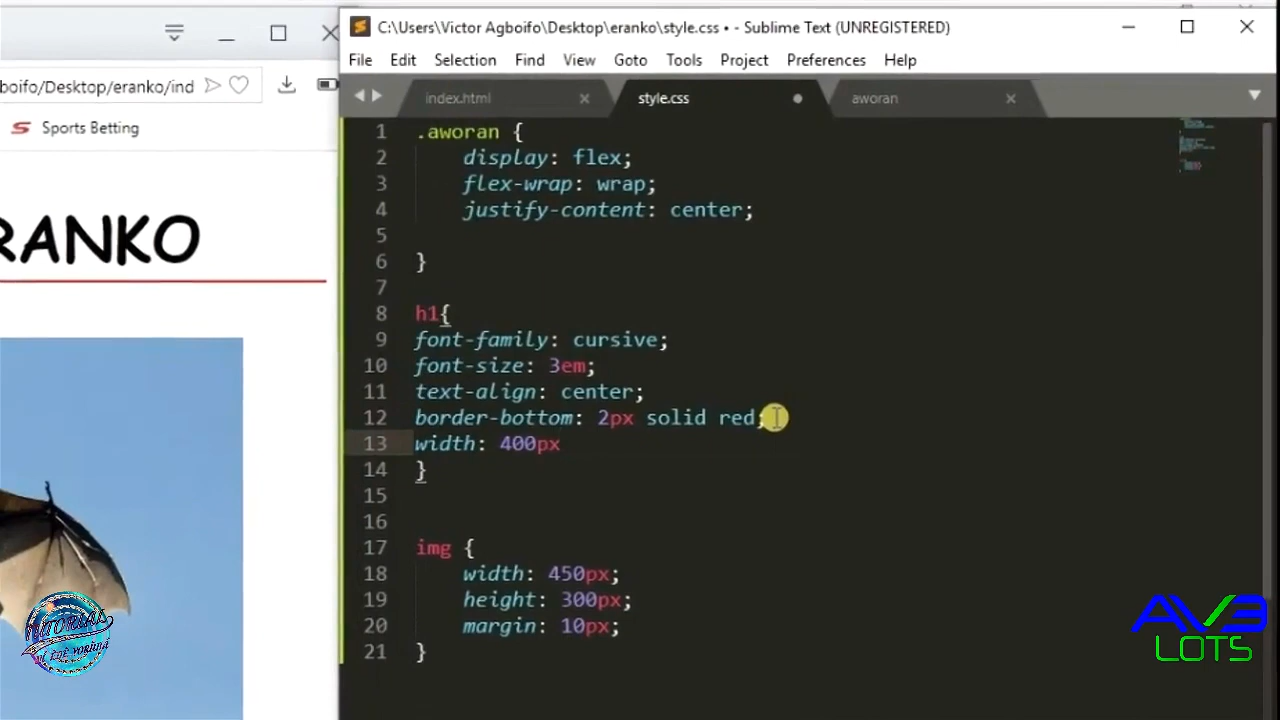 C:\Users\Victor Agboifo\Desktop\eranko\style.css • - Sublime Text (UNREGISTERED)
File Edit Selection Find View Goto Tools Project Preferences Help
boifo/Desktop/eranko/ind
index.html style.css aworan
Sports Betting
RANKO
1 .aworan {
2 display: flex;
3 flex-wrap: wrap;
4 justify-content: center;
5
6 }
7
8 h1{
9 font-family: cursive;
10 font-size: 3em;
11 text-align: center;
12 border-bottom: 2px solid red;
13 width: 400px
14 }
15
16
17 img {
18 width: 450px;
19 height: 300px;
20 margin: 10px;
21 }
TUTORIAL
AV3
LOTS